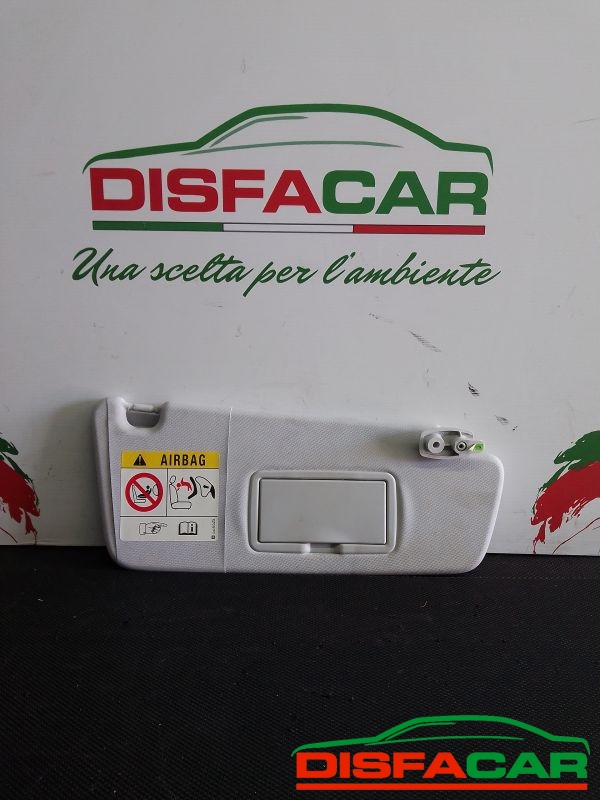 DISFACAR
Una scelta per l'ambiente
AIRBAG
DISFACAR